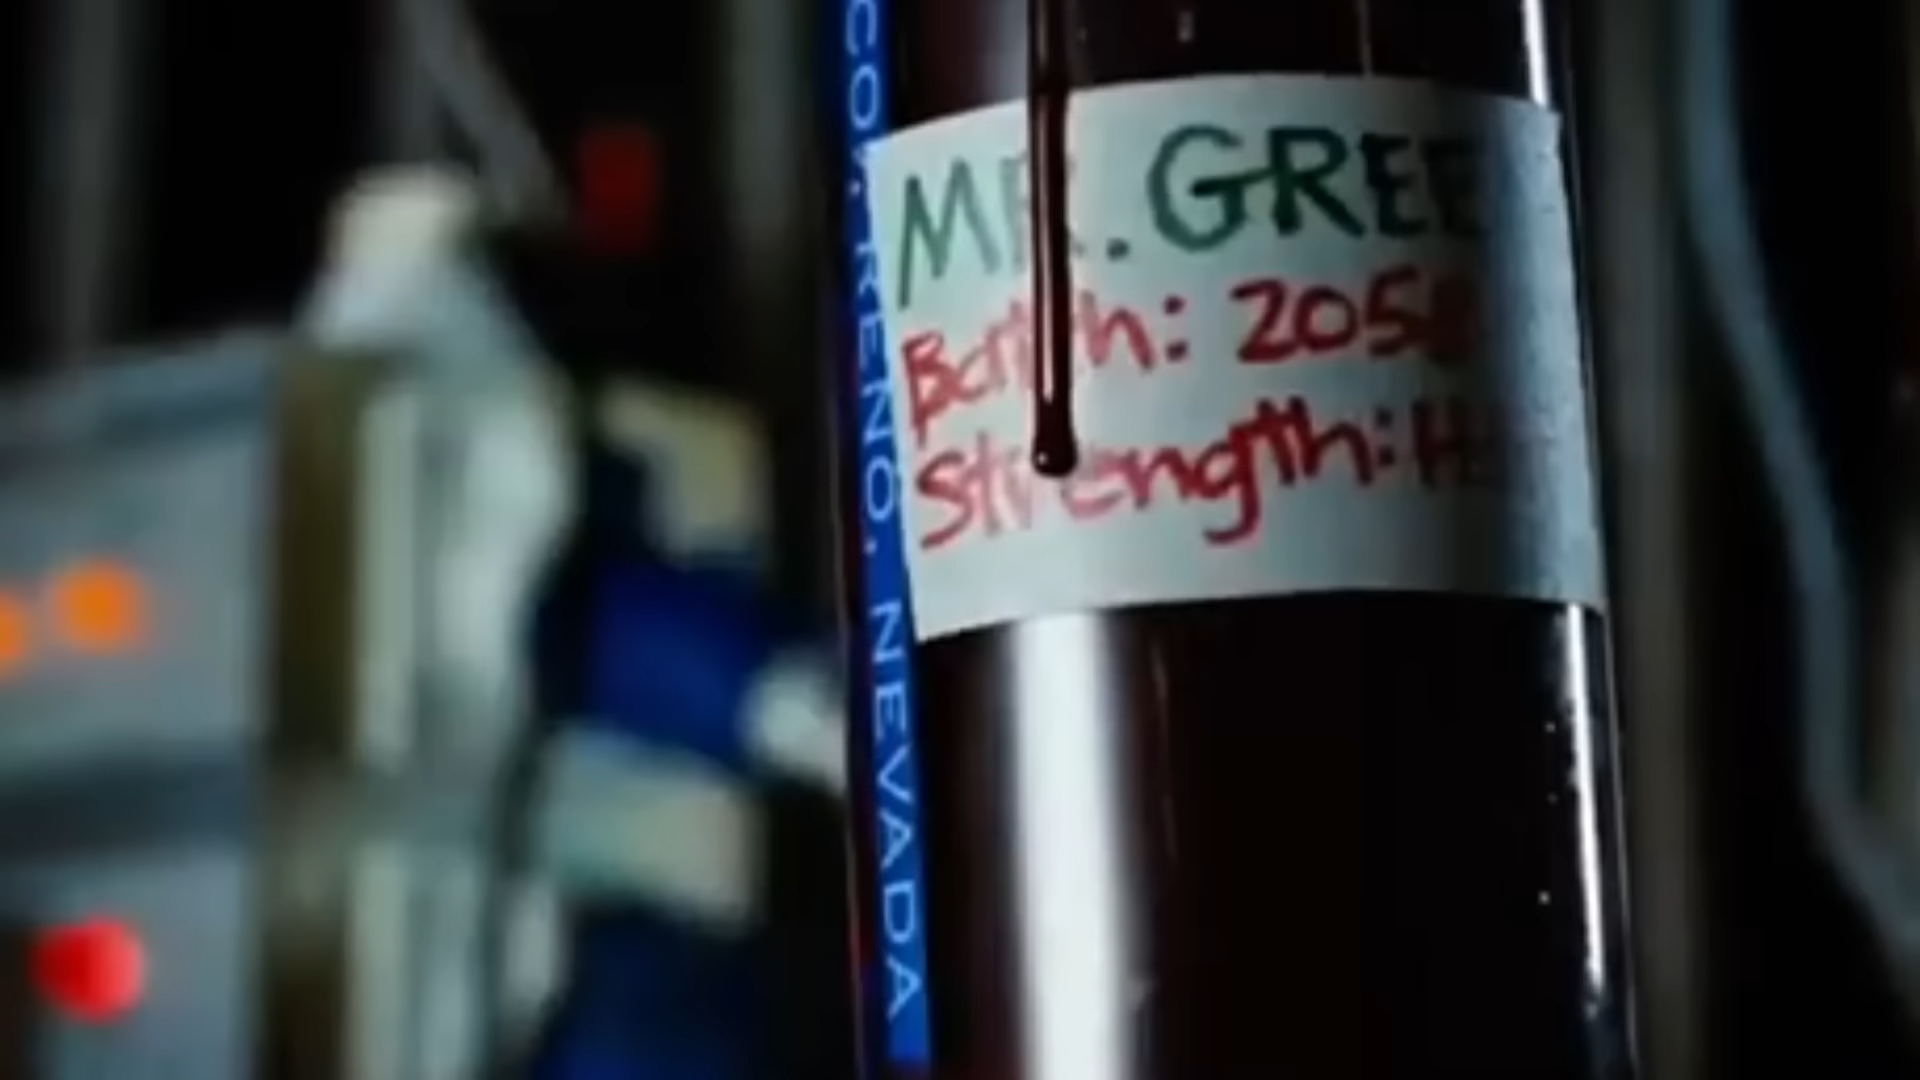 MR. GREE
Batch: 205
Strength: H
CO. RENO, NEVADA